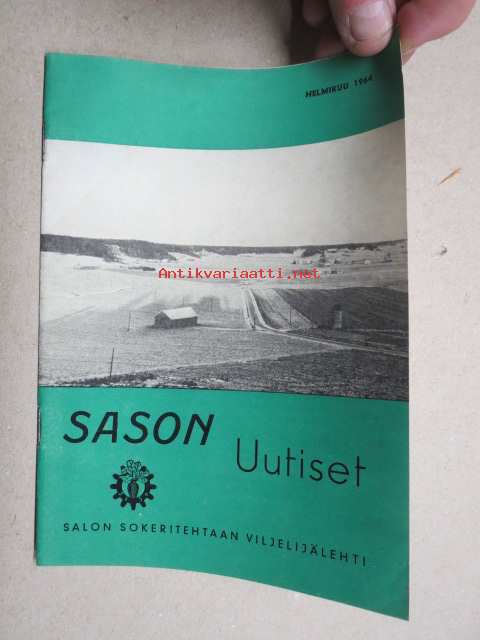 HELMIKUU 1964
Antikvariaatti.net
SASON
Uutiset
SALON SOKERITEHTAAN VILJELIJÄLEHTI